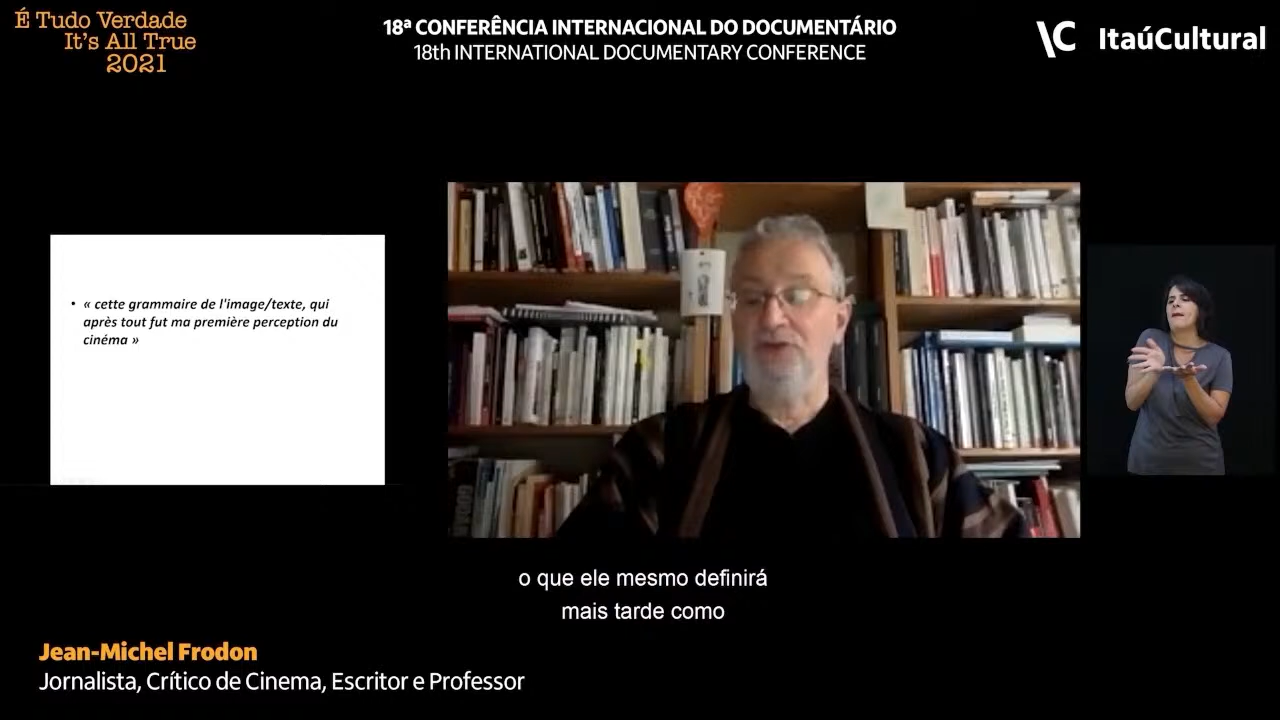 É Tudo Verdade
It's All True
2021
18ª CONFERÊNCIA INTERNACIONAL DO DOCUMENTÁRIO
18th INTERNATIONAL DOCUMENTARY CONFERENCE
ItaúCultural
• « cette grammaire de l'image/texte, qui
après tout fut ma première perception du
cinéma »
o que ele mesmo definirá
mais tarde como
Jean-Michel Frodon
Jornalista, Crítico de Cinema, Escritor e Professor